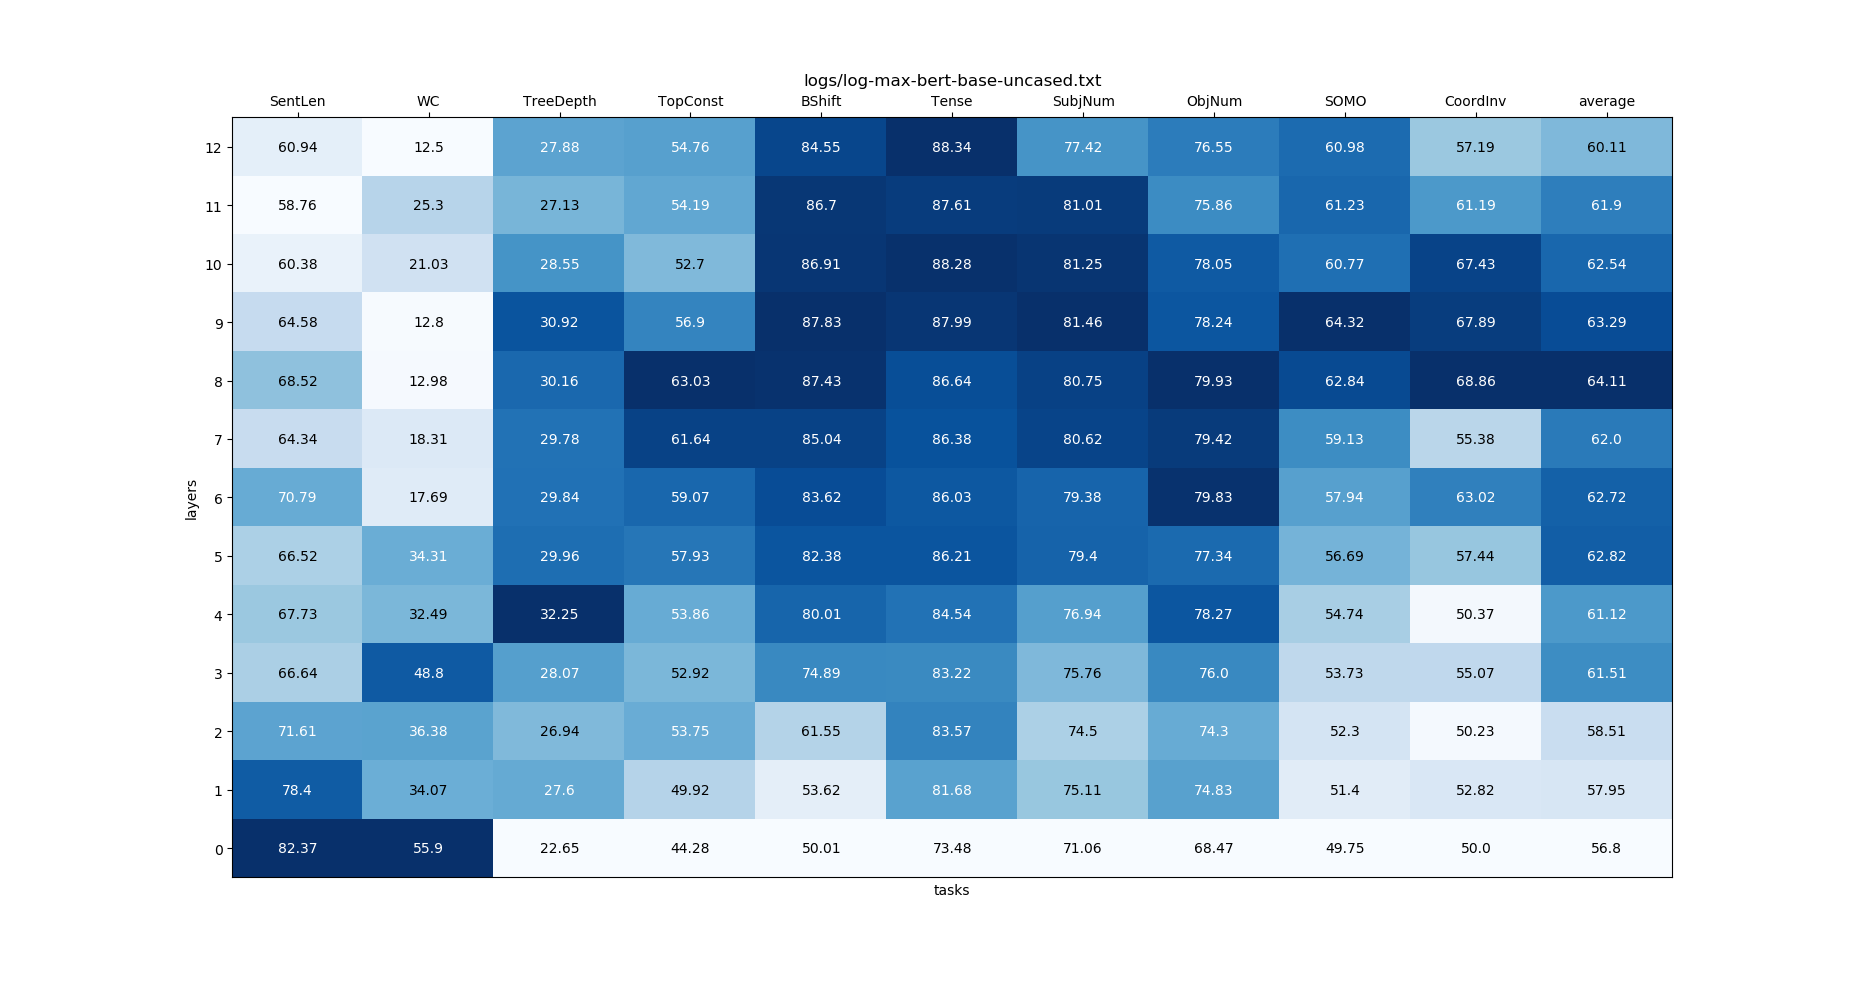 logs/log-max-bert-base-uncased.txt
SentLen WC TreeDepth TopConst BShift Tense SubjNum ObjNum SOMO CoordInv average
12 60.94 12.5 27.88 54.76 84.55 88.34 77.42 76.55 60.98 57.19 60.11
11 58.76 25.3 27.13 54.19 86.7 87.61 81.01 75.86 61.23 61.19 61.9
10 60.38 21.03 28.55 52.7 86.91 88.28 81.25 78.05 60.77 67.43 62.54
9 64.58 12.8 30.92 56.9 87.83 87.99 81.46 78.24 64.32 67.89 63.29
8 68.52 12.98 30.16 63.03 87.43 86.64 80.75 79.93 62.84 68.86 64.11
7 64.34 18.31 29.78 61.64 85.04 86.38 80.62 79.42 59.13 55.38 62.0
layers
6 70.79 17.69 29.84 59.07 83.62 86.03 79.38 79.83 57.94 63.02 62.72
5 66.52 34.31 29.96 57.93 82.38 86.21 79.4 77.34 56.69 57.44 62.82
4 67.73 32.49 32.25 53.86 80.01 84.54 76.94 78.27 54.74 50.37 61.12
3 66.64 48.8 28.07 52.92 74.89 83.22 75.76 76.0 53.73 55.07 61.51
2 71.61 36.38 26.94 53.75 61.55 83.57 74.5 74.3 52.3 50.23 58.51
1 78.4 34.07 27.6 49.92 53.62 81.68 75.11 74.83 51.4 52.82 57.95
0 82.37 55.9 22.65 44.28 50.01 73.48 71.06 68.47 49.75 50.0 56.8
tasks